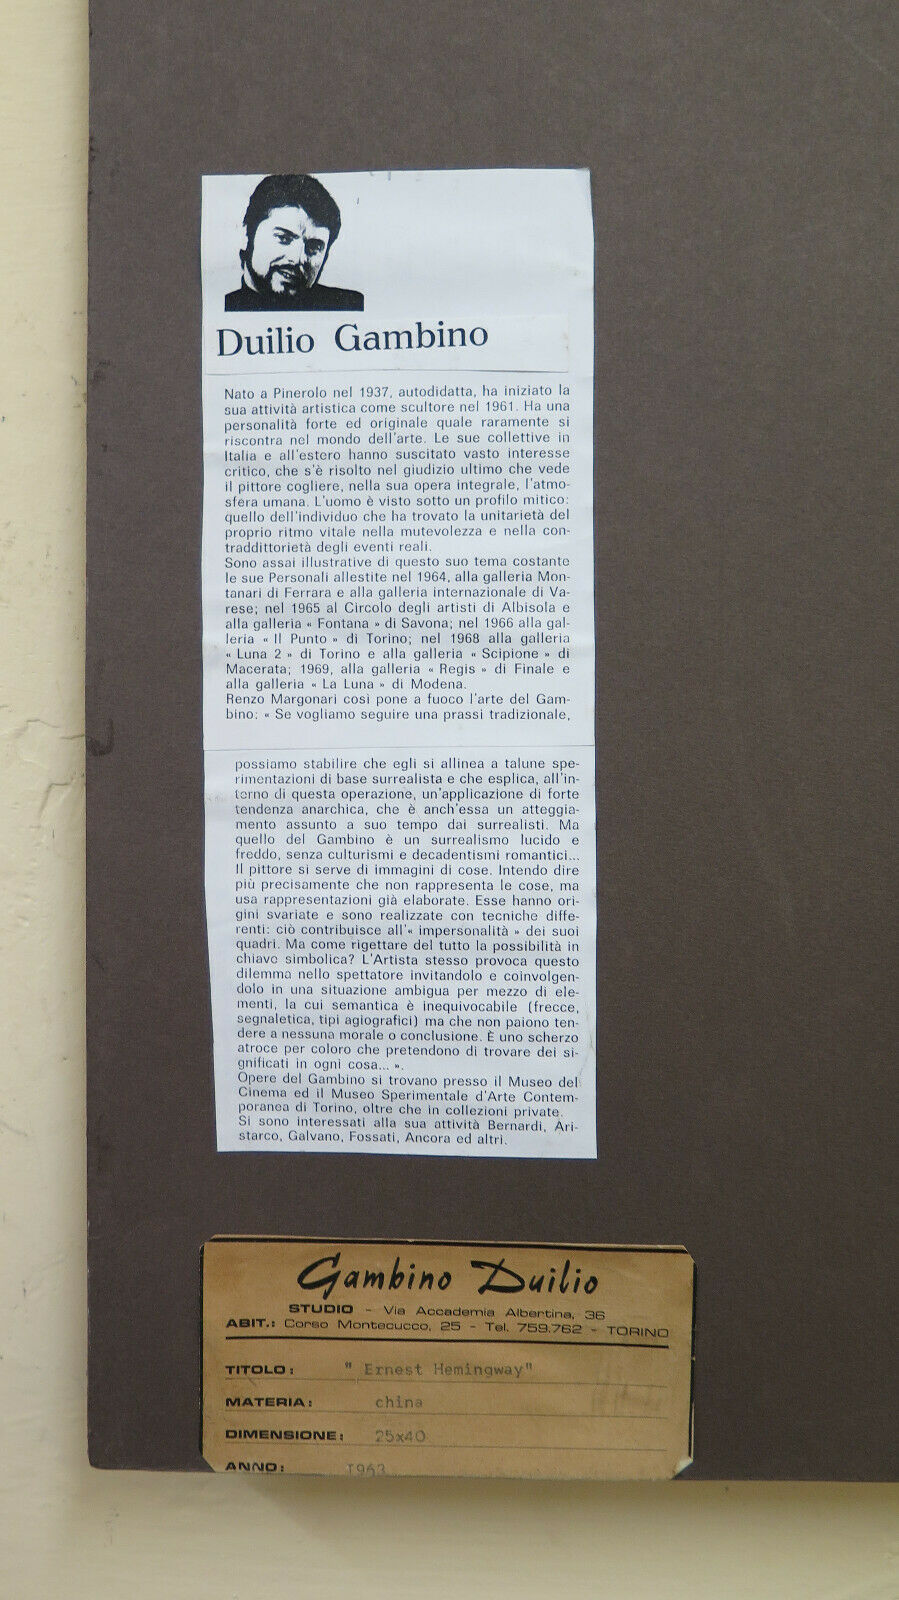 Duilio Gambino
Nato a Pinerolo nel 1937, autodidatta, ha iniziato la
sua attività artistica come scultore nel 1961. Ha una
personalità forte ed originale quale raramente si
riscontra nel mondo dell'arte. Le sue collettive in
Italia e all'estero hanno suscitato vasto interesse
critico, che s'è risolto nel giudizio ultimo che vede
il pittore cogliere, nella sua opera integrale, l'atmo-
sfera umana. L'uomo è visto sotto un profilo mitico:
quello dell'individuo che ha trovato la unitarietà del
proprio ritmo vitale nella mutevolezza e nella con-
traddittorietà degli eventi reali.
Sono assai illustrative di questo suo tema costante
le sue Personali allestite nel 1964, alla galleria Mon-
tanari di Ferrara e alla galleria internazionale di Va-
rese; nel 1965 al Circolo degli artisti di Albisola e
alla galleria « Fontana » di Savona; nel 1966 alla gal-
leria « Il Punto » di Torino; nel 1968 alla galleria
« Luna 2 » di Torino e alla galleria « Scipione » di
Macerata; 1969, alla galleria « Regis » di Finale e
alla galleria « La Luna » di Modena.
Renzo Margonari così pone a fuoco l'arte del Gam-
bino: « Se vogliamo seguire una prassi tradizionale,
possiamo stabilire che egli si allinea a talune spe-
rimentazioni di base surrealista e che esplica, all'in-
terno di questa operazione, un'applicazione di forte
tendenza anarchica, che è anch'essa un atteggia-
mento assunto a suo tempo dai surrealisti. Ma
quello del Gambino è un surrealismo lucido e
freddo, senza culturismi e decadentismi romantici...
Il pittore si serve di immagini di cose. Intendo dire
più precisamente che non rappresenta le cose, ma
usa rappresentazioni già elaborate. Esse hanno ori-
gini svariate e sono realizzate con tecniche diffe-
renti: ciò contribuisce all'« impersonalità » dei suoi
quadri. Ma come rigettare del tutto la possibilità in
chiave simbolica? L'Artista stesso provoca questo
dilemma nello spettatore invitandolo e coinvolgen-
dolo in una situazione ambigua per mezzo di ele-
menti, la cui semantica è inequivocabile (frecce,
segnaletica, tipi agiografici) ma che non paiono ten-
dere a nessuna morale o conclusione. È uno scherzo
atroce per coloro che pretendono di trovare dei si-
gnificati in ogni cosa... ».
Opere del Gambino si trovano presso il Museo del
Cinema ed il Museo Sperimentale d'Arte Contem-
poranea di Torino, oltre che in collezioni private.
Si sono interessati alla sua attività Bernardi, Ari-
starco, Galvano, Fossati, Ancora ed altri.
Gambino Duilio
STUDIO - Via Accademia Albertina, 36
ABIT.: Corso Montecucco, 25 - Tel. 759.762 - TORINO
TITOLO: " Ernest Hemingway"
MATERIA: china
DIMENSIONE: 25x40
ANNO: I963